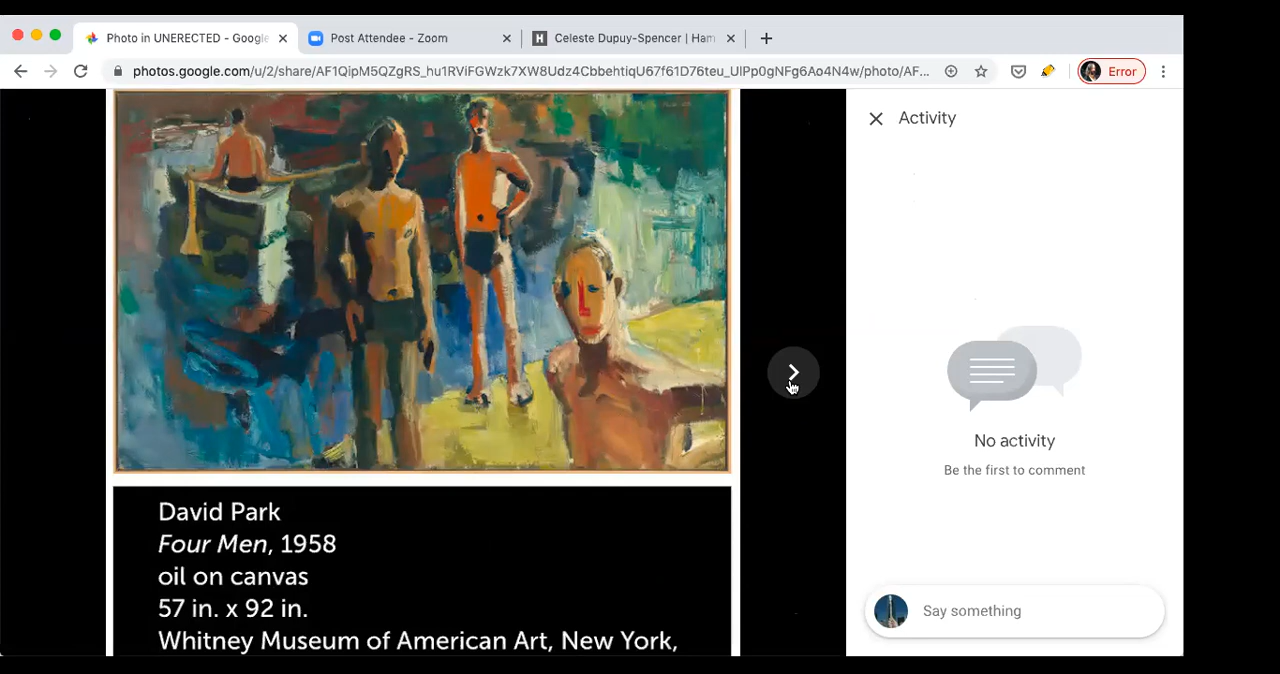 Photo in UNERECTED - Google
Post Attendee - Zoom
Celeste Dupuy-Spencer | Ham
photos.google.com/u/2/share/AF1QipM5QZgRS_hu1RViFGWzk7XW8Udz4CbbehtiqU67f61D76teu_UlPp0gNFg6Ao4N4w/photo/AF...
Error
Activity
No activity
Be the first to comment
David Park
Four Men, 1958
oil on canvas
57 in. x 92 in.
Whitney Museum of American Art, New York,
Say something